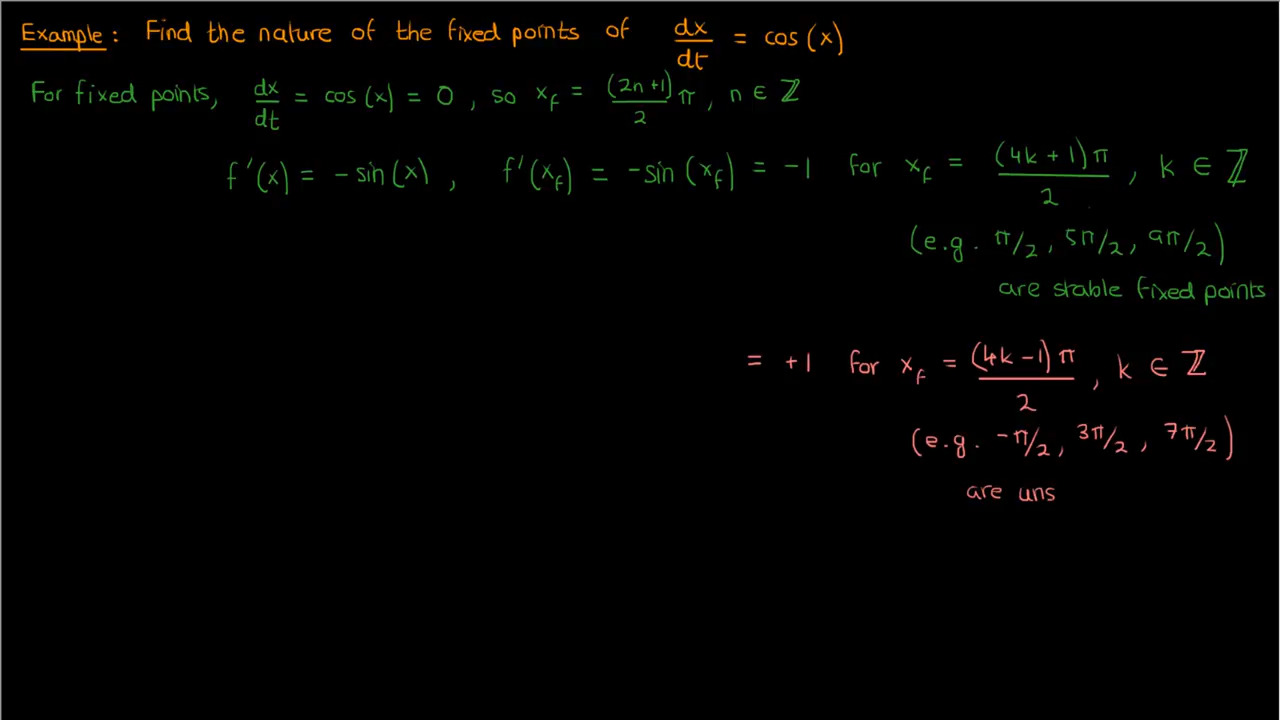 Example: Find the nature of the fixed points of dx/dt = cos(x)
For fixed points, dx/dt = cos(x) = 0, so x_f = (2n+1)/2 π, n ∈ ℤ
f'(x) = -sin(x), f'(x_f) = -sin(x_f) = -1 for x_f = (4k+1)π/2, k ∈ ℤ
(e.g. π/2, 5π/2, 9π/2)
are stable fixed points
= +1 for x_f = (4k-1)π/2, k ∈ ℤ
(e.g. -π/2, 3π/2, 7π/2)
are uns